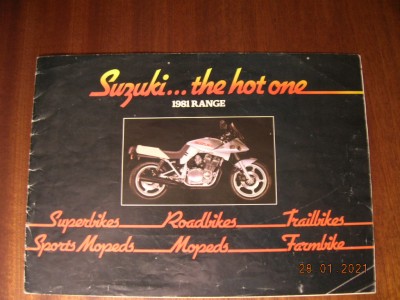 Suzuki... the hot one
1981 RANGE
Superbikes Roadbikes Trailbikes
Sports Mopeds Mopeds Farmbike
28 01 2021